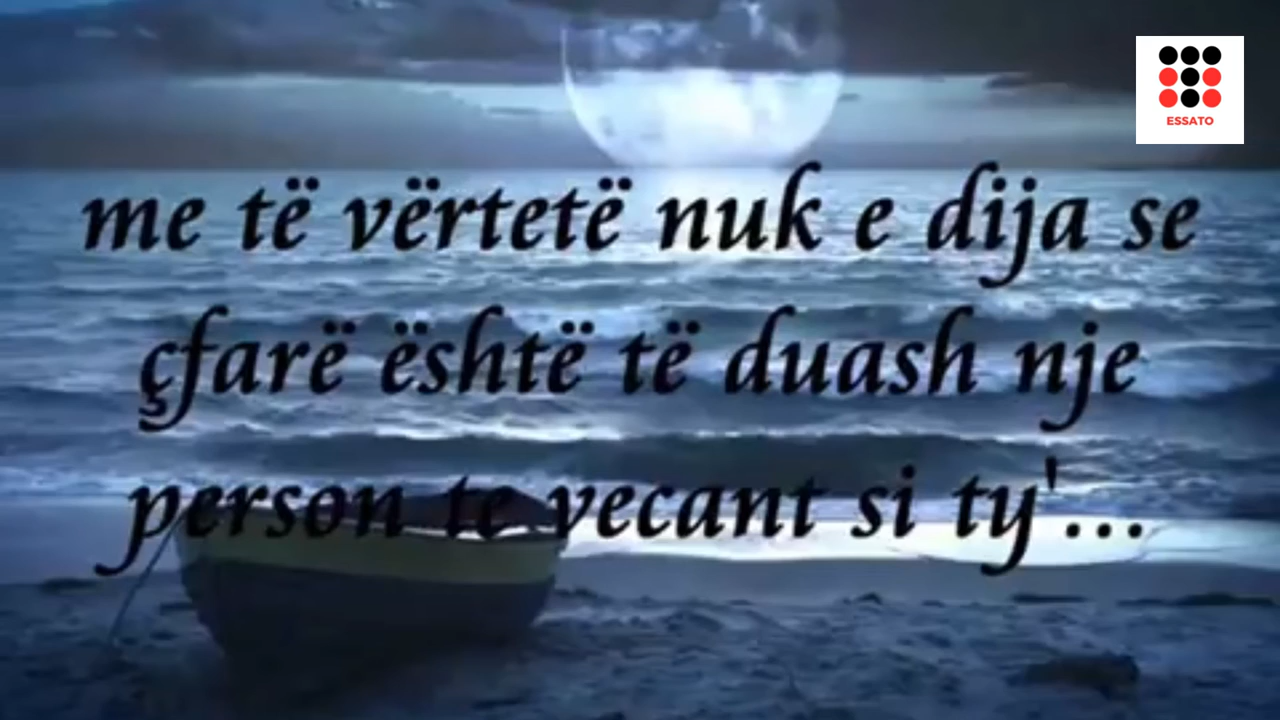 ESSATO
me të vërtetë nuk e dija se
çfarë është të duash nje
person te vecant si ty'...